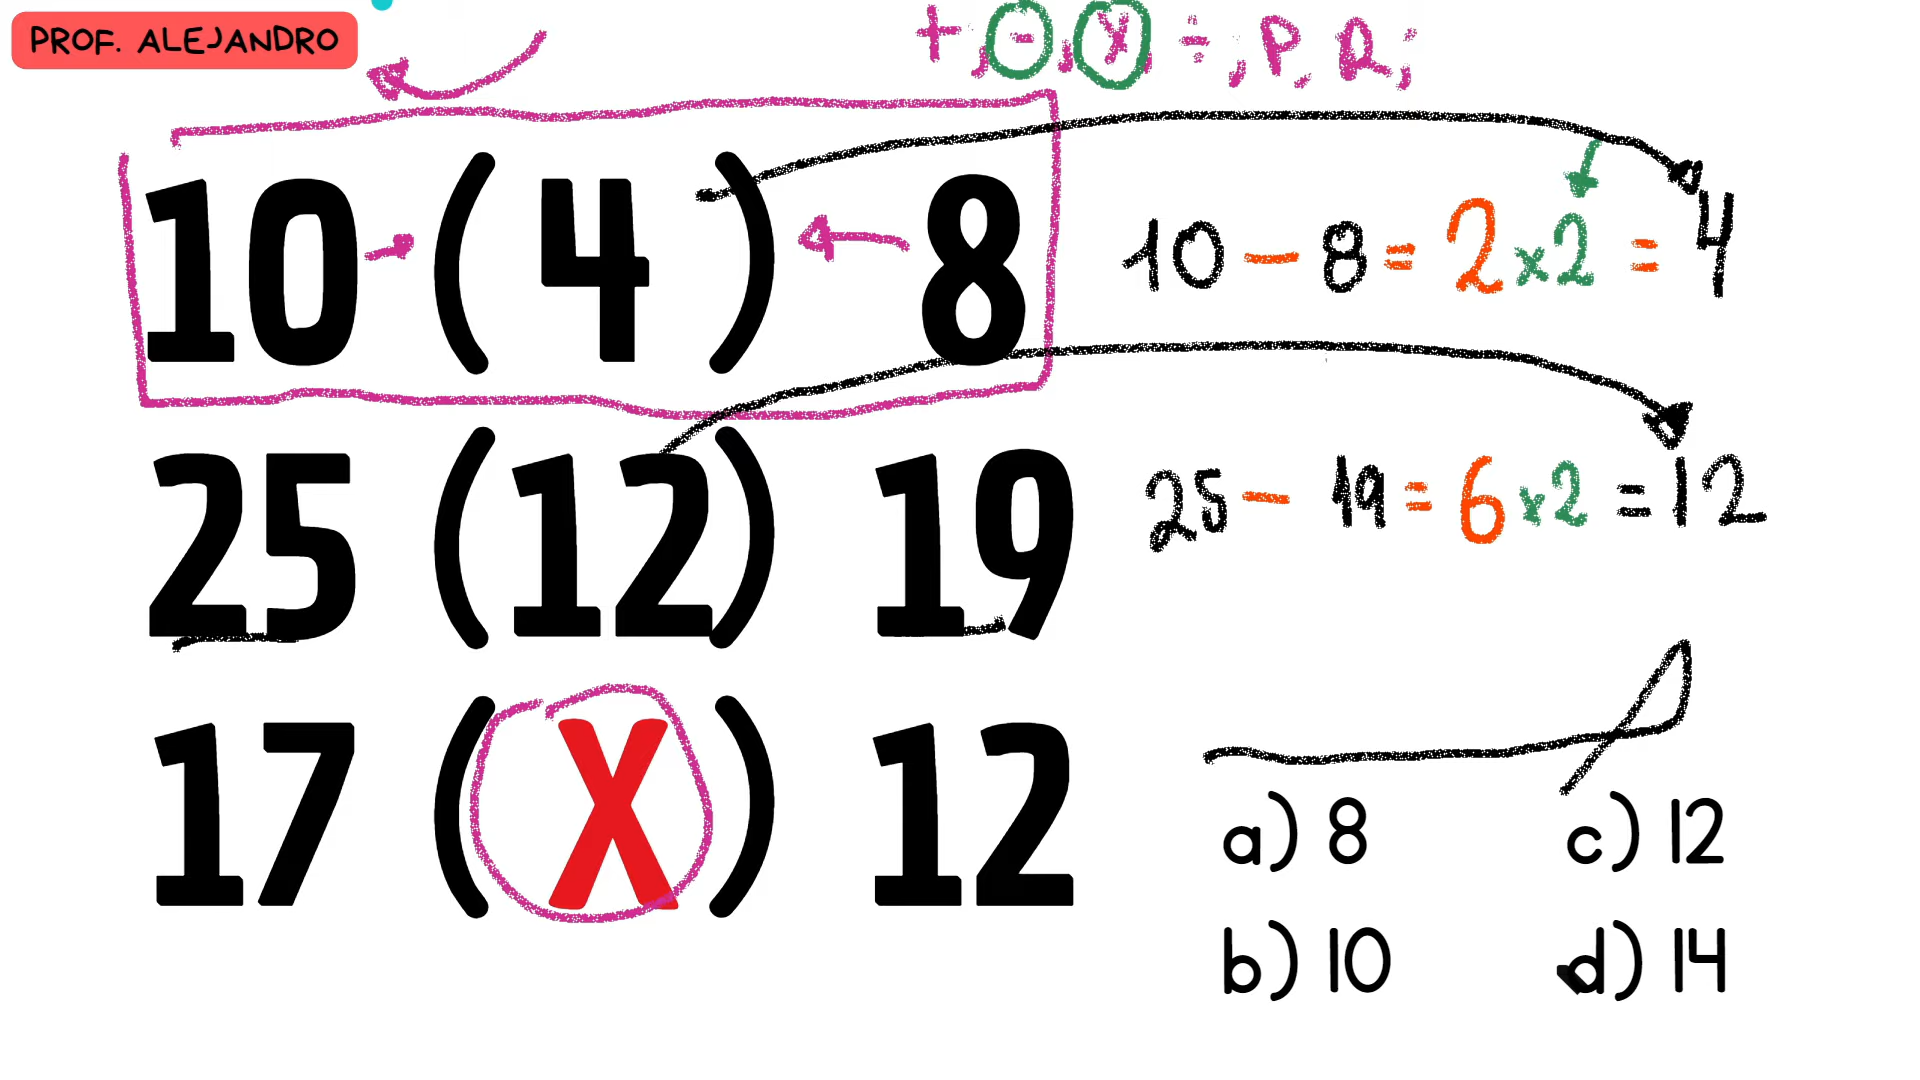 PROF. ALEJANDRO
+, -, x, ÷, P, R;
10 ( 4 ) 8
10 - 8 = 2 x 2 = 4
25 ( 12 ) 19
25 - 19 = 6 x 2 = 12
17 ( X ) 12
a) 8
c) 12
b) 10
d) 14